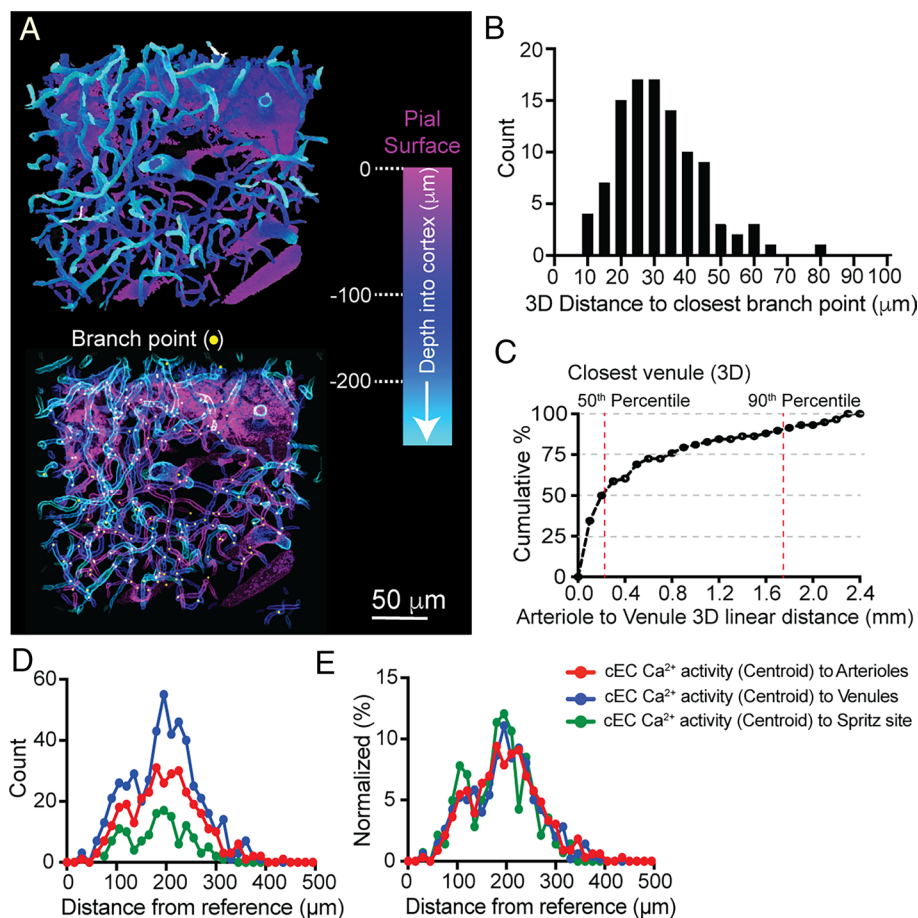 A
Pial
Surface
0
-100
-200
Depth into cortex (µm)
Branch point (●)
50 µm
B
20
15
10
5
0
Count
0 10 20 30 40 50 60 70 80 90 100
3D Distance to closest branch point (µm)
C
Closest venule (3D)
50th Percentile 90th Percentile
100
75
50
25
0
Cumulative %
0.0 0.4 0.8 1.2 1.6 2.0 2.4
Arteriole to Venule 3D linear distance (mm)
D
60
40
20
0
Count
0 100 200 300 400 500
Distance from reference (µm)
E
15
10
5
0
Normalized (%)
0 100 200 300 400 500
Distance from reference (µm)
cEC Ca²⁺ activity (Centroid) to Arterioles
cEC Ca²⁺ activity (Centroid) to Venules
cEC Ca²⁺ activity (Centroid) to Spritz site